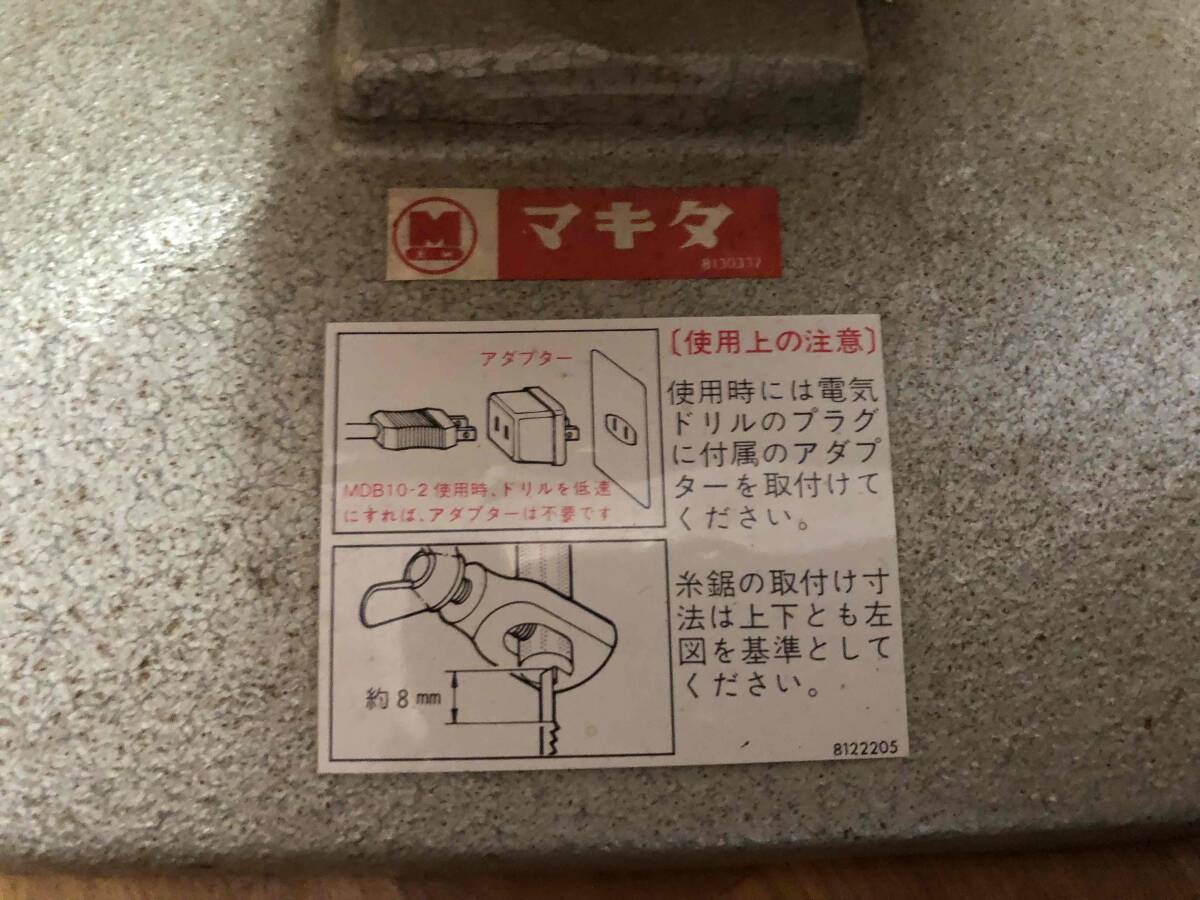 M
マキタ
8130337
アダプター
MDB10-2 使用時、ドリルを低速
にすれば、アダプターは不要です
〔使用上の注意〕
使用時には電気
ドリルのプラグ
に付属のアダプ
ターを取付けて
ください。
約8mm
糸鋸の取付け寸
法は上下とも左
図を基準として
ください。
8122205